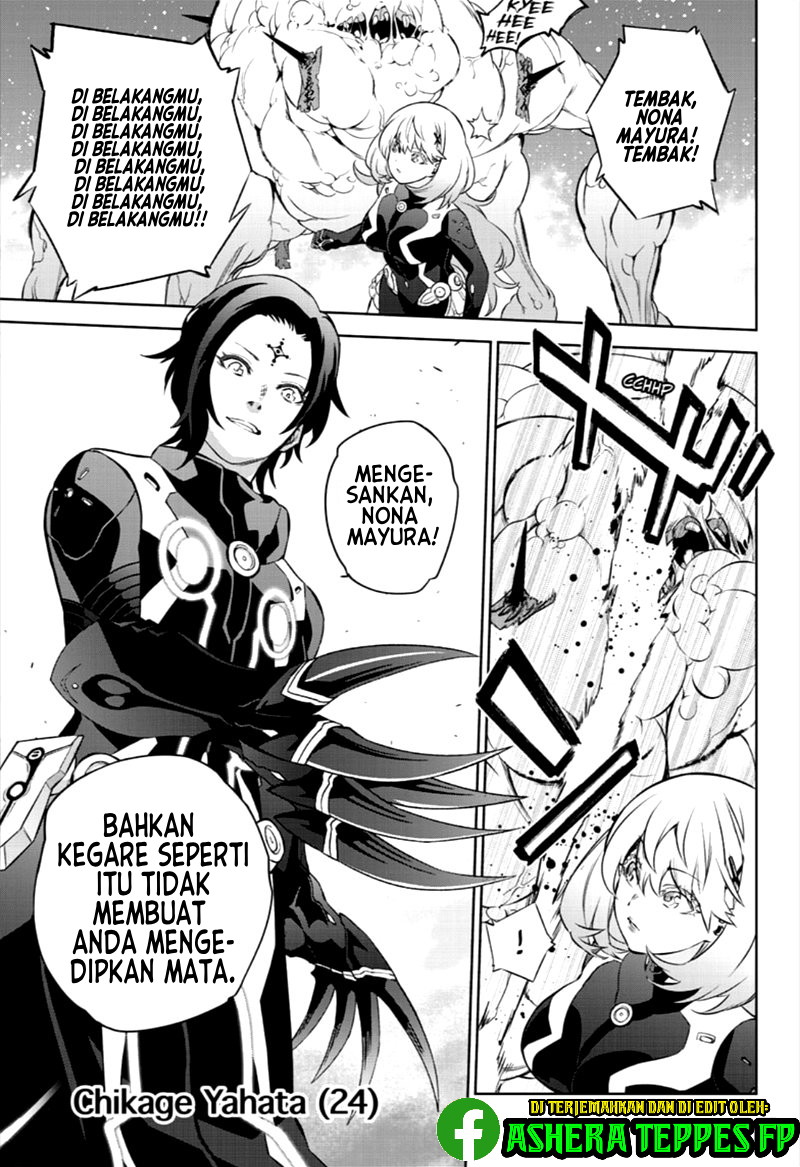 KYEE
HEE
HEE
HEE!
TEMBAK,
NONA
MAYURA!
TEMBAK!
DI BELAKANGMU,
DI BELAKANGMU,
DI BELAKANGMU,
DI BELAKANGMU,
DI BELAKANGMU,
DI BELAKANGMU,
DI BELAKANGMU,
DI BELAKANGMU!!
CCHHP
!
MENGE-
SANKAN,
NONA
MAYURA!
BAHKAN
KEGARE SEPERTI
ITU TIDAK
MEMBUAT
ANDA MENGE-
DIPKAN MATA.
Chikage Yahata (24)
DI TERJEMAHKAN DAN DI EDIT OLEH:
ASHERA TEPPES FP